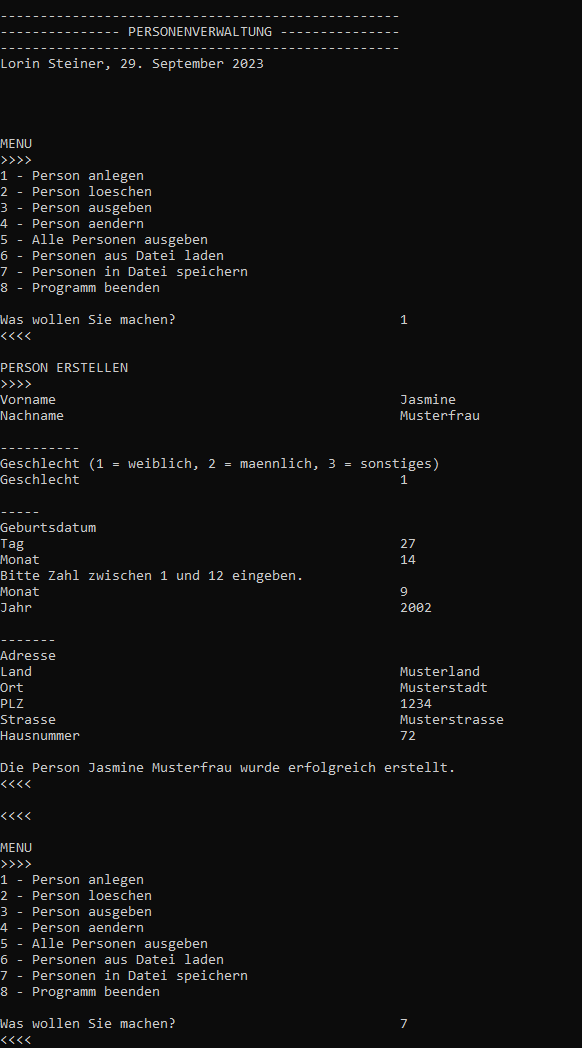 --------------------------------------------------
--------------- PERSONENVERWALTUNG ---------------
--------------------------------------------------
Lorin Steiner, 29. September 2023
MENU
>>>>
1 - Person anlegen
2 - Person loeschen
3 - Person ausgeben
4 - Person aendern
5 - Alle Personen ausgeben
6 - Personen aus Datei laden
7 - Personen in Datei speichern
8 - Programm beenden
Was wollen Sie machen? 1
<<<<
PERSON ERSTELLEN
>>>>
Vorname Jasmine
Nachname Musterfrau
----------
Geschlecht (1 = weiblich, 2 = maennlich, 3 = sonstiges)
Geschlecht 1
-----
Geburtsdatum
Tag 27
Monat 14
Bitte Zahl zwischen 1 und 12 eingeben.
Monat 9
Jahr 2002
-------
Adresse
Land Musterland
Ort Musterstadt
PLZ 1234
Strasse Musterstrasse
Hausnummer 72
Die Person Jasmine Musterfrau wurde erfolgreich erstellt.
<<<<
<<<<
MENU
>>>>
1 - Person anlegen
2 - Person loeschen
3 - Person ausgeben
4 - Person aendern
5 - Alle Personen ausgeben
6 - Personen aus Datei laden
7 - Personen in Datei speichern
8 - Programm beenden
Was wollen Sie machen? 7
<<<<